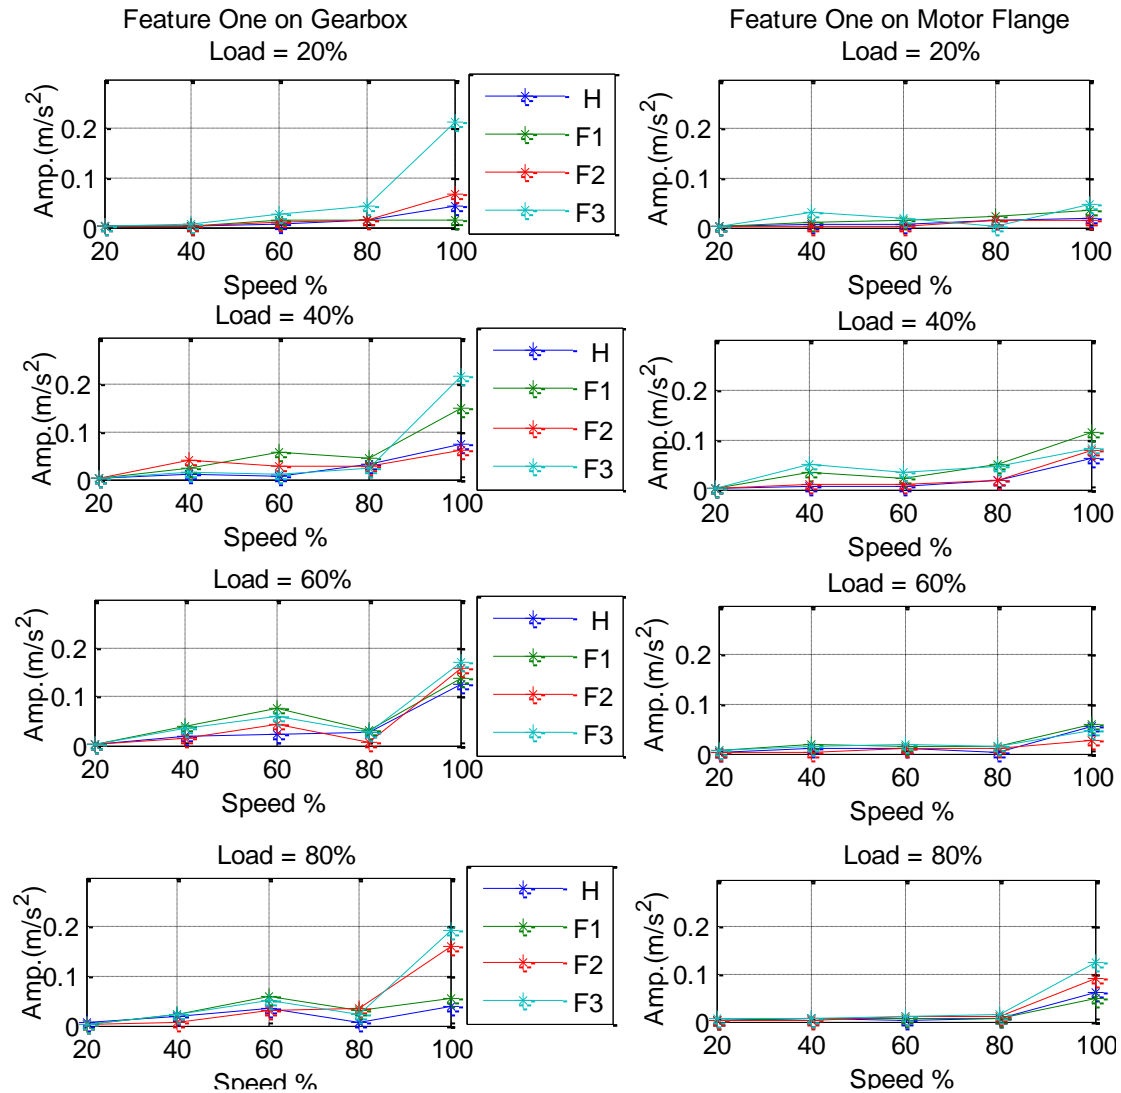 Feature One on Gearbox
Load = 20%
Amp.(m/s²)
0.2
0.1
0
20 40 60 80 100
Speed %
H
F1
F2
F3
Feature One on Motor Flange
Load = 20%
Amp.(m/s²)
0.2
0.1
0
20 40 60 80 100
Speed %
Load = 40%
Amp.(m/s²)
0.2
0.1
0
20 40 60 80 100
Speed %
H
F1
F2
F3
Load = 40%
Amp.(m/s²)
0.2
0.1
0
20 40 60 80 100
Speed %
Load = 60%
Amp.(m/s²)
0.2
0.1
0
20 40 60 80 100
Speed %
H
F1
F2
F3
Load = 60%
Amp.(m/s²)
0.2
0.1
0
20 40 60 80 100
Speed %
Load = 80%
Amp.(m/s²)
0.2
0.1
0
20 40 60 80 100
Speed %
H
F1
F2
F3
Load = 80%
Amp.(m/s²)
0.2
0.1
0
20 40 60 80 100
Speed %